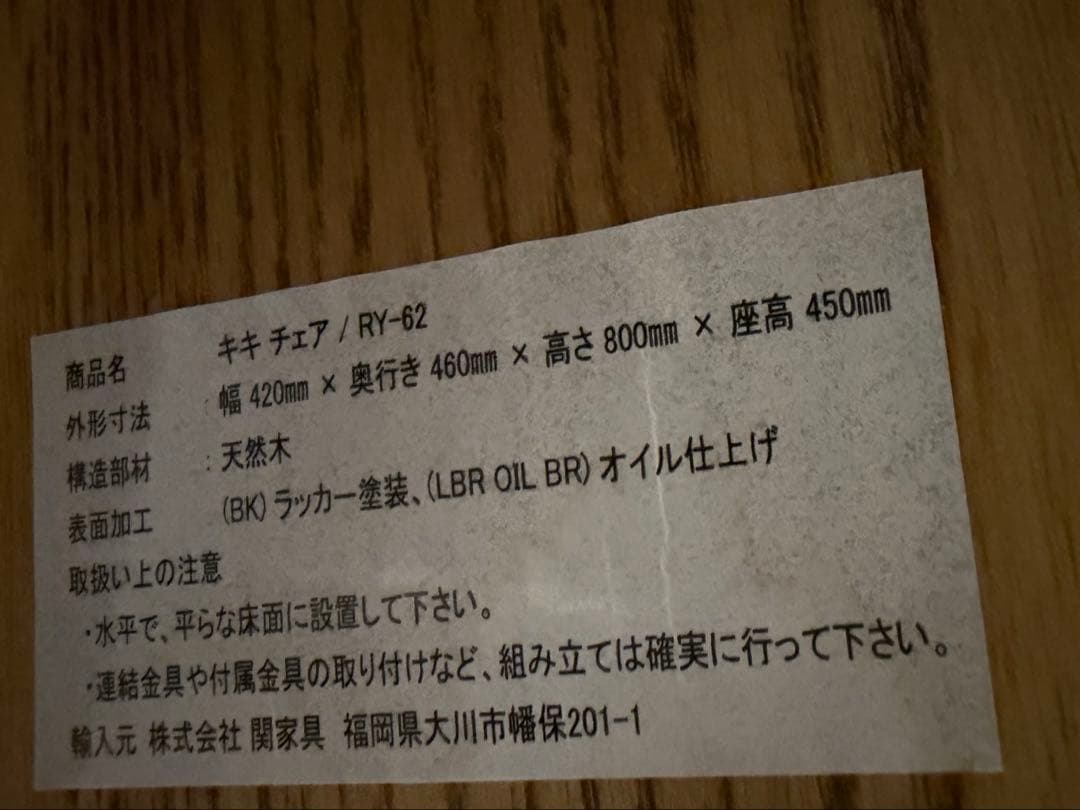 商品名 キキ チェア / RY-62
外形寸法 : 幅 420mm × 奥行き 460mm × 高さ 800mm × 座高 450mm
構造部材 : 天然木
表面加工 (BK) ラッカー塗装、(LBR OIL BR) オイル仕上げ
取扱い上の注意
・水平で、平らな床面に設置して下さい。
・連結金具や付属金具の取り付けなど、組み立ては確実に行って下さい。
輸入元 株式会社 関家具 福岡県大川市幡保201-1